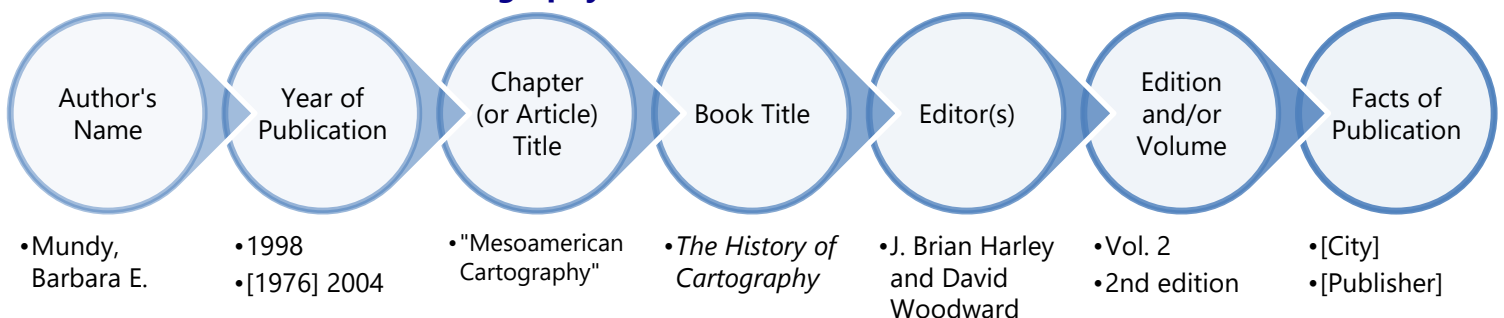 Author's
Name
Year of
Publication
Chapter
(or Article)
Title
Book Title
Editor(s)
Edition
and/or
Volume
Facts of
Publication
•Mundy,
Barbara E.
•1998
•[1976] 2004
•"Mesoamerican
Cartography"
•The History of
Cartography
•J. Brian Harley
and David
Woodward
•Vol. 2
•2nd edition
•[City]
•[Publisher]